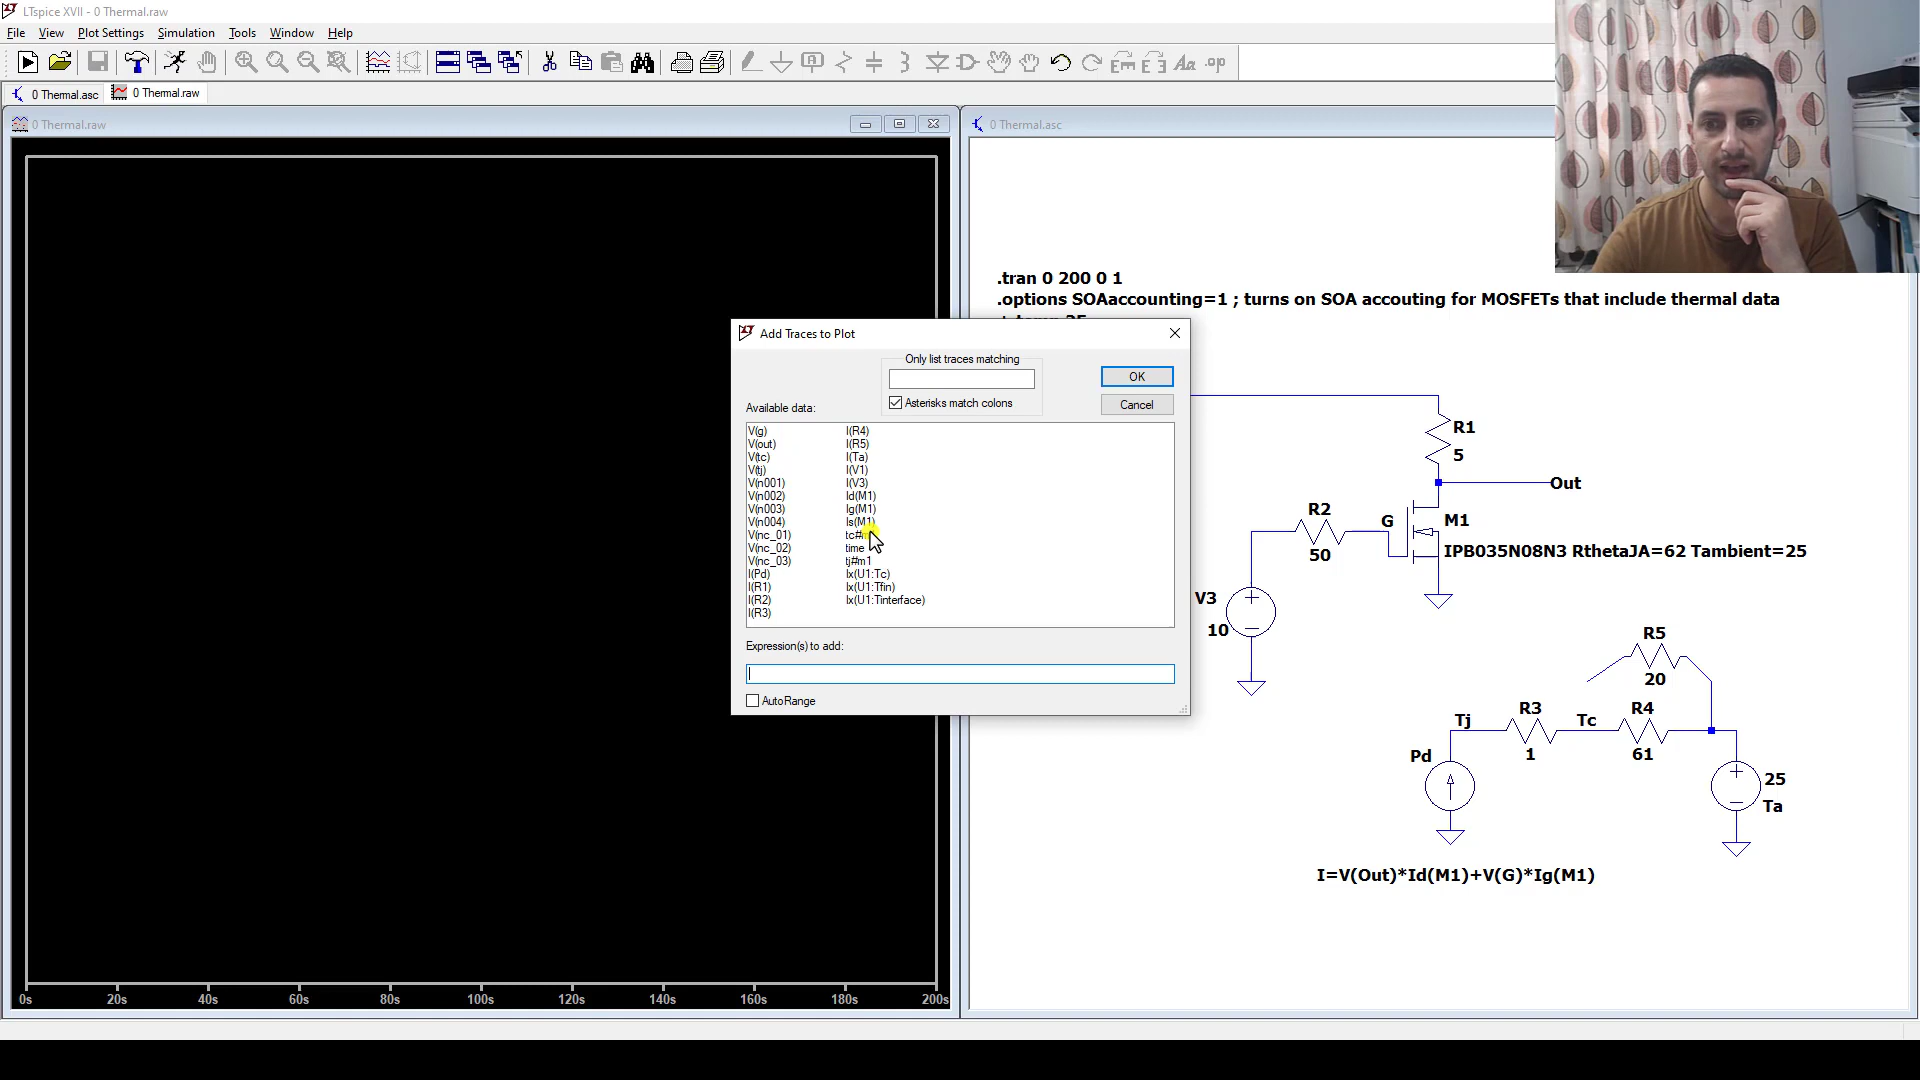 LTspice XVII - 0 Thermal.raw
File View Plot Settings Simulation Tools Window Help
0 Thermal.asc 0 Thermal.raw
0 Thermal.raw
0 Thermal.asc
.tran 0 200 0 1
.options SOAaccounting=1 ; turns on SOA accouting for MOSFETs that include thermal data
Add Traces to Plot
Only list traces matching
OK
Asterisks match colons
Cancel
Available data:
V(g) I(R4)
V(out) I(R5)
V(tc) I(Ta)
V(tj) I(V1)
V(n001) I(V3)
V(n002) Id(M1)
V(n003) Ig(M1)
V(n004) Is(M1)
V(nc_01)
V(nc_02) time
V(nc_03) tj#m1
I(Pd) Ix(U1:Tc)
I(R1) Ix(U1:Tfin)
I(R2) Ix(U1:Tinterface)
I(R3)
Expression(s) to add:
AutoRange
R1
5
Out
R2
50
G
M1
IPB035N08N3 RthetaJA=62 Tambient=25
V3
10
R5
20
Tj
R3
1
Tc
R4
61
Pd
25
Ta
I=V(Out)*Id(M1)+V(G)*Ig(M1)
0s 20s 40s 60s 80s 100s 120s 140s 160s 180s 200s